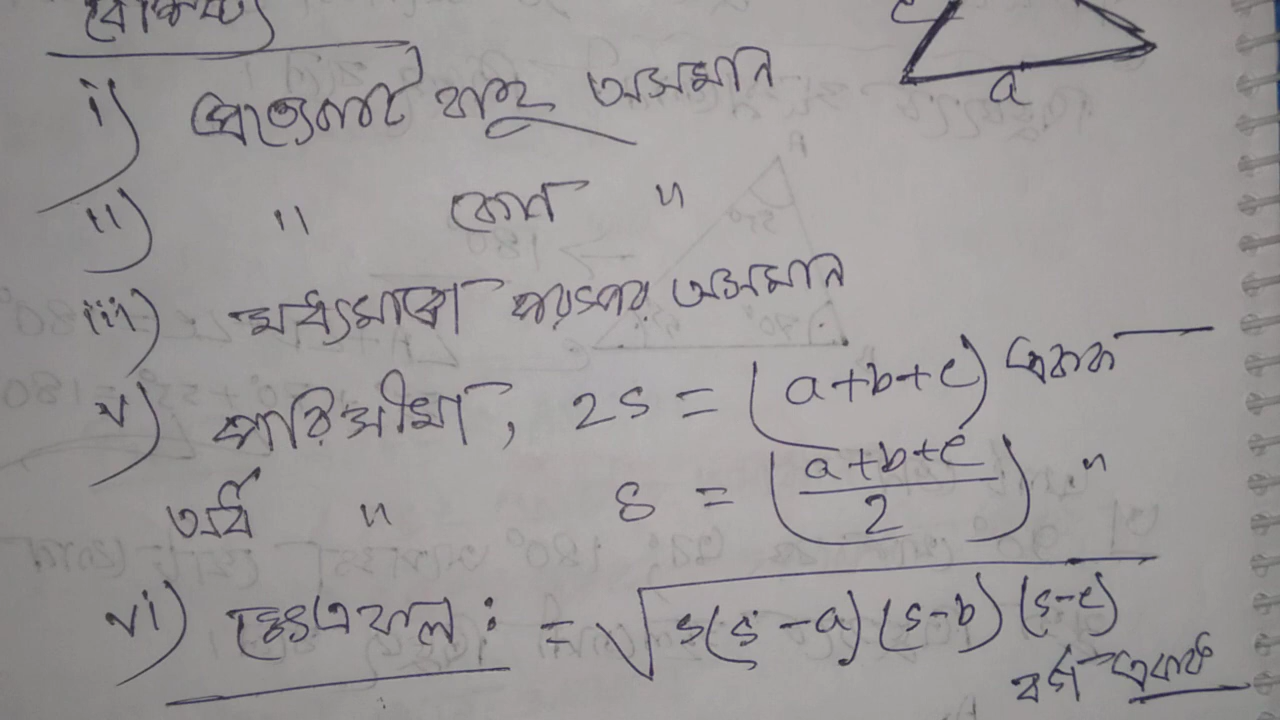 বৈশিষ্ট্য
c
a
i) প্রত্যেকটি বাহু অসমান
ii) " কোণ "
iii) মধ্যমারো পরস্পর অসমান
v) পরিসীমা, 2s = (a+b+c) একক
অর্ধ " s = (a+b+c/2) "
vi) ক্ষেত্রফল : = √s(s-a)(s-b)(s-c)
বর্গ একক